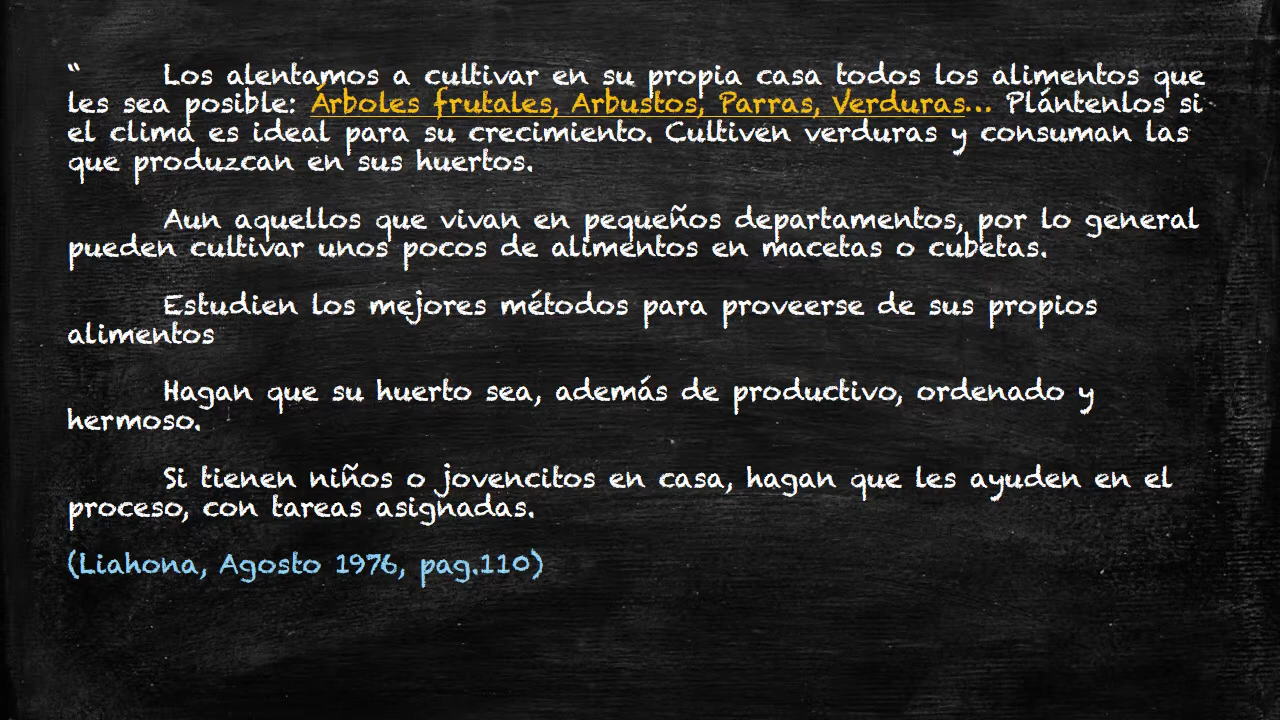 “ Los alentamos a cultivar en su propia casa todos los alimentos que
les sea posible: Árboles frutales, Arbustos, Parras, Verduras... Plántenlos si
el clima es ideal para su crecimiento. Cultiven verduras y consuman las
que produzcan en sus huertos.
Aun aquellos que vivan en pequeños departamentos, por lo general
pueden cultivar unos pocos de alimentos en macetas o cubetas.
Estudien los mejores métodos para proveerse de sus propios
alimentos
Hagan que su huerto sea, además de productivo, ordenado y
hermoso.
Si tienen niños o jovencitos en casa, hagan que les ayuden en el
proceso, con tareas asignadas.
(Liahona, Agosto 1976, pag.110)